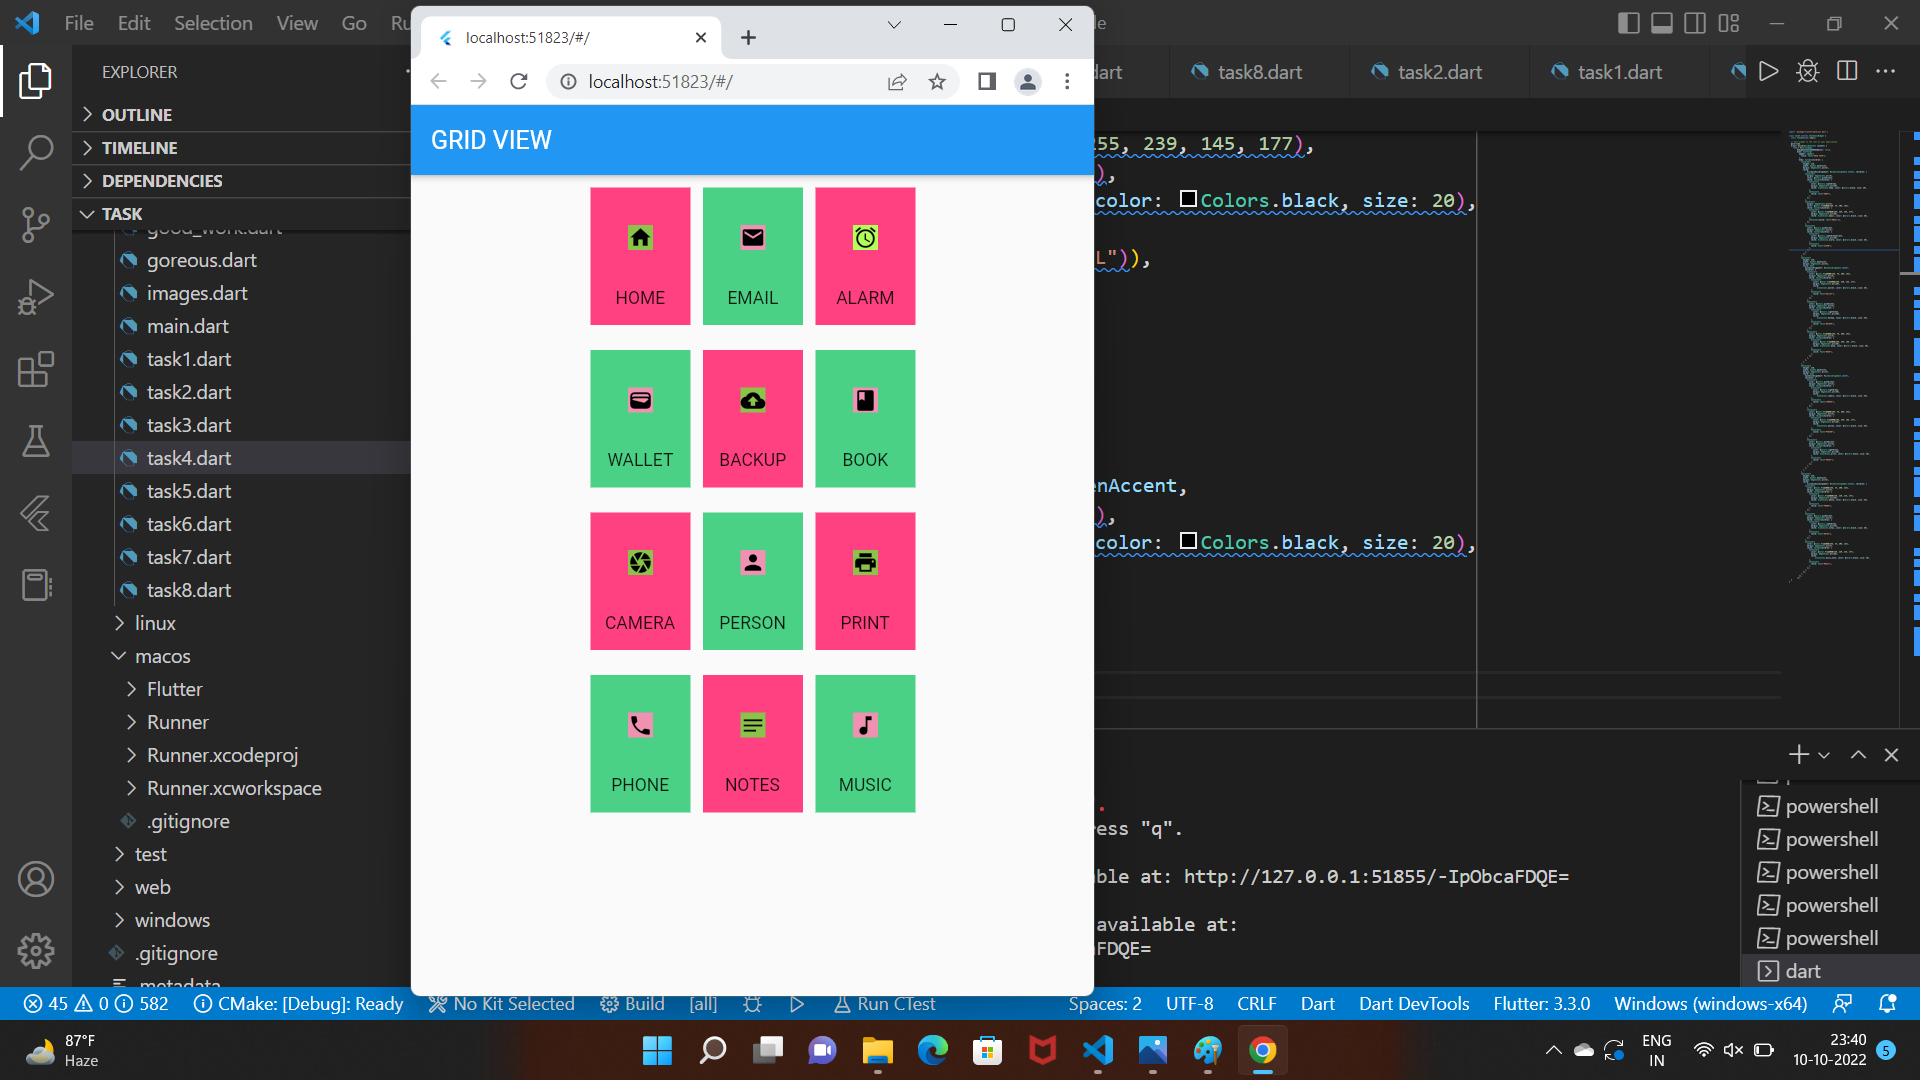 File Edit Selection View Go Ru
EXPLORER
OUTLINE
TIMELINE
DEPENDENCIES
TASK
good_work.dart
goreous.dart
images.dart
main.dart
task1.dart
task2.dart
task3.dart
task4.dart
task5.dart
task6.dart
task7.dart
task8.dart
linux
macos
Flutter
Runner
Runner.xcodeproj
Runner.xcworkspace
.gitignore
test
web
windows
.gitignore
.metadata
localhost:51823/#/
localhost:51823/#/
GRID VIEW
HOME EMAIL ALARM
WALLET BACKUP BOOK
CAMERA PERSON PRINT
PHONE NOTES MUSIC
dart task8.dart task2.dart task1.dart
255, 239, 145, 177),
),
color: Colors.black, size: 20),
L")),
enAccent,
),
color: Colors.black, size: 20),
ress "q".
ble at: http://127.0.0.1:51855/-IpObcaFDQE=
available at:
FDQE=
powershell
powershell
powershell
powershell
powershell
dart
45 0 582 CMake: [Debug]: Ready No Kit Selected Build [all] Run CTest Spaces: 2 UTF-8 CRLF Dart Dart DevTools Flutter: 3.3.0 Windows (windows-x64)
87°F
Haze
ENG
IN
23:40
10-10-2022
5